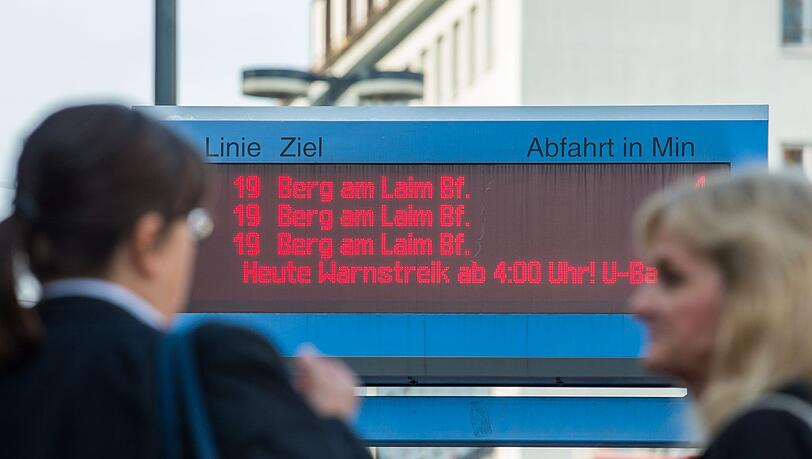 Linie Ziel Abfahrt in Min
19 Berg am Laim Bf.
19 Berg am Laim Bf.
19 Berg am Laim Bf.
Heute Warnstreik ab 4:00 Uhr! U-Ba